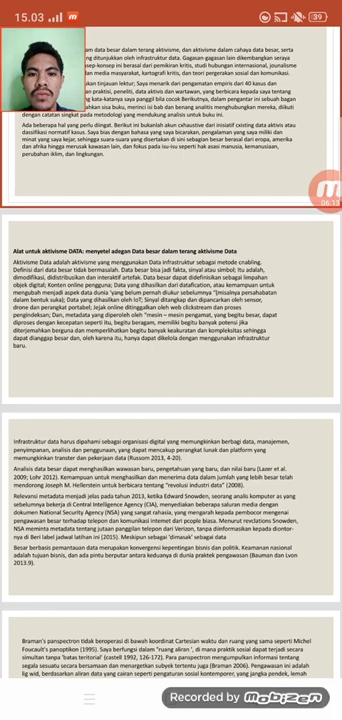 15.03
39
am data besar dalam terang aktivisme, dan aktivisme dalam cahaya data besar, serta
ng ditunjukkan oleh infrastruktur data. Gagasan-gagasan lain dikembangkan seraya
sep-konsep ini berasal dari pemikiran kritis, studi hubungan internasional, jounalisme
dan media masyarakat, kartografi kritis, dan teori pergerakan sosial dan komunikasi.
kan tinjauan lektur; Saya menarik dari pengamatan empiris dari 40 kasus dan
an praktisi, peneliti, data aktivis dan wartawan, yang berbicara kepada saya tentang
g kata-katanya saya panggil bila cocok Berikutnya, dalam pengantar ini sebuah bagan
ahkan sisa buku, merinci isi bab dan benang analitis menghubungkan mereka, diikuti
dengan catatan singkat pada metodologi yang mendukung analisis untuk buku ini.
Ada beberapa hal yang perlu diingat. Berikut ini bukanlah akun exhaustive dari inisiatif existing data aktivis atau
classifikasi normatif kasus. Saya bias dengan bahasa yang saya bicarakan, pengalaman yang saya miliki dan
minat yang saya kejar, sehingga suara-suara yang disertakan di sini sebagian besar berasal dari eropa, amerika
dan afrika hingga merusak kawasan lain, dan fokus pada isu-isu seperti hak asasi manusia, kemanusiaan,
perubahan iklim, dan lingkungan.
06:13
Alat untuk aktivisme DATA: menyetel adegan Data besar dalam terang aktivisme Data
Aktivisme Data adalah aktivisme yang menggunakan Data infrastruktur sebagai metode cnabling.
Definisi dari data besar tidak bermasalah. Data besar bisa jadi fakta, sinyal atau simbol; Itu adalah,
dimodifikasi, didistribusikan dan interaktif artefak. Data besar dapat didefinisikan sebagai limpahan
objek digital; Konten online pengguna; Data yang dihasilkan dari datafication, atau kemampuan untuk
mengubah menjadi aspek data dunia 'yang belum pernah diukur sebelumnya "(misalnya persahabatan
dalam bentuk suka); Data yang dihasilkan oleh IoT; Sinyal ditangkap dan dipancarkan oleh sensor,
drone dan perangkat portabel; Jejak online ditinggalkan oleh web clickstream dan proses
pengindeksan; Dan, metadata yang diperoleh oleh "mesin – mesin pengamat, yang begitu besar, dapat
diproses dengan kecepatan seperti itu, begitu beragam, memiliki begitu banyak potensi jika
diterjemahkan berguna dan memperlihatkan begitu banyak keakuratan dan kompleksitas sehingga
dapat dianggap besar dan, oleh karena itu, hanya dapat dikelola dengan menggunakan infrastruktur
baru.
Infrastruktur data harus dipahami sebagai organisasi digital yang memungkinkan berbagi data, manajemen,
penyimpanan, analisis dan penggunaan, yang dapat mencakup perangkat lunak dan platform yang
memungkinkan transter dan pekerjaan data (Russom 2013, 4-20).
Analisis data besar dapat menghasilkan wawasan baru, pengetahuan yang baru, dan nilai baru (Lazer et al.
2009; Lohr 2012). Kemampuan untuk menghasilkan dan menerima data dalam jumlah yang lebih besar telah
mendorong Joseph M. Hellerstein untuk berbicara tentang "revolusi industri data" (2008).
Relevansi metadata menjadi jelas pada tahun 2013, ketika Edward Snowden, seorang analis komputer as yang
sebelumnya bekerja di Central Intelligence Agency (CIA), menyediakan beberapa saluran media dengan
dokumen National Security Agency (NSA) yang sangat rahasia, yang mengarah kepada pembocor mengenai
pengawasan besar terhadap telepon dan komunikasi intemet dari pcople biasa. Menurut revclations Snowden,
NSA meminta metadata tentang jutaan panggilan telepon dari Verizon, tanpa diinformasikan kepada diontor-
nya di Beri label jadwal latihan ini (2015). Meskipun sebagai 'dimasak' sebagai data
Besar berbasis pemantauan data merupakan konvergensi kepentingan bisnis dan politik. Keamanan nasional
adalah tujuan bisnis, dan ada pintu berputar antara keduanya di dunia praktek pengawasan (Bauman dan Lvon
2013.9).
Braman's panspectron tidak beroperasi di bawah koordinat Cartesian waktu dan ruang yang sama seperti Michel
Foucault's panoptikon (1995). Saya berfungsi dalam "ruang aliran ', di mana praktik sosial dapat terjadi secara
simultan tanpa 'batas teritorial' (castell 1992, 126-172). Para panspectron mengumpulkan informasi tentang
segala sesuatu secara bersamaan dan menargetkan subyek tertentu juga (Braman 2006). Pengawasan ini adalah
lig wid, berdasarkan aliran data yang cairan seperti pengaturan sosial kontemporer, yang jangka pendek, lemah
Recorded by mobizen